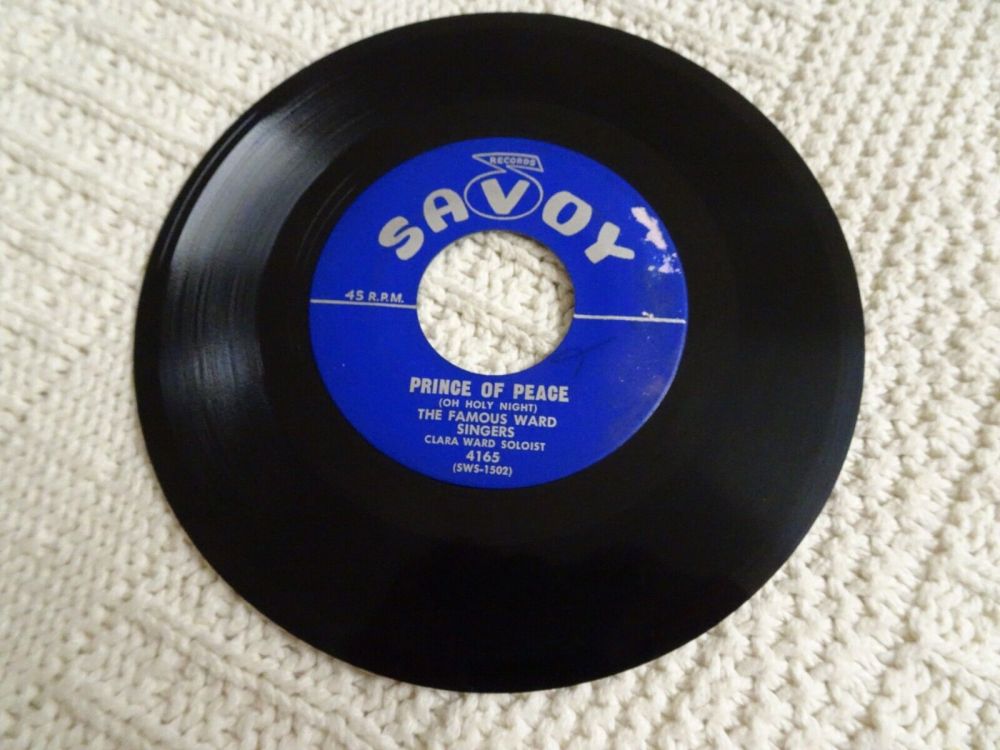 RECORDS
SAVOY
45 R.P.M.
PRINCE OF PEACE
(OH HOLY NIGHT)
THE FAMOUS WARD
SINGERS
CLARA WARD SOLOIST
4165
(SWS-1502)